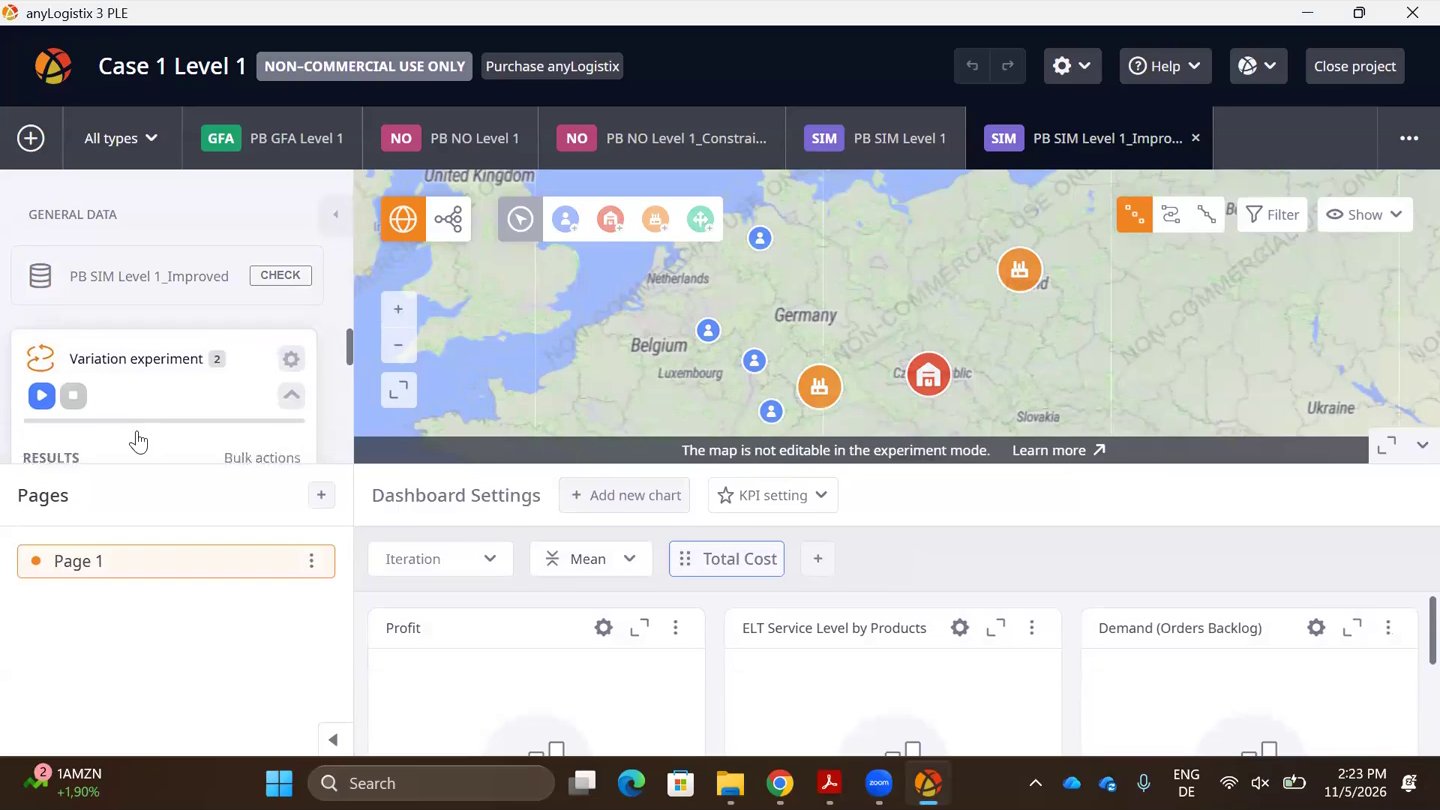 anyLogistix 3 PLE
Case 1 Level 1
NON-COMMERCIAL USE ONLY
Purchase anyLogistix
Help
Close project
All types
GFA PB GFA Level 1
NO PB NO Level 1
NO PB NO Level 1_Constrai...
SIM PB SIM Level 1
SIM PB SIM Level 1_Impro...
GENERAL DATA
PB SIM Level 1_Improved
CHECK
Variation experiment 2
RESULTS
Bulk actions
United Kingdom
Filter
Show
Netherlands
Germany
Belgium
Luxembourg
Slovakia
Ukraine
The map is not editable in the experiment mode.
Learn more
Pages
Page 1
Dashboard Settings
+ Add new chart
KPI setting
Iteration
Mean
Total Cost
+
Profit
ELT Service Level by Products
Demand (Orders Backlog)
2
1AMZN
+1,90%
Search
zoom
ENG
DE
2:23 PM
11/5/2026